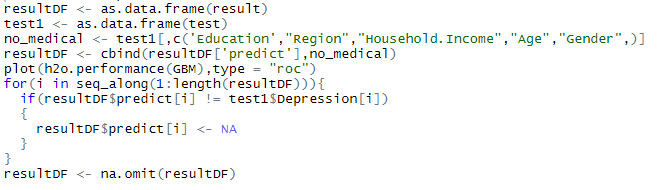 resultDF <- as.data.frame(result)
test1 <- as.data.frame(test)
no_medical <- test1[,c('Education',"Region","Household.Income","Age","Gender",)]
resultDF <- cbind(resultDF['predict'],no_medical)
plot(h2o.performance(GBM),type = "roc")
for(i in seq_along(1:length(resultDF))){
  if(resultDF$predict[i] != test1$Depression[i])
  {
    resultDF$predict[i] <- NA
  }
}
resultDF <- na.omit(resultDF)